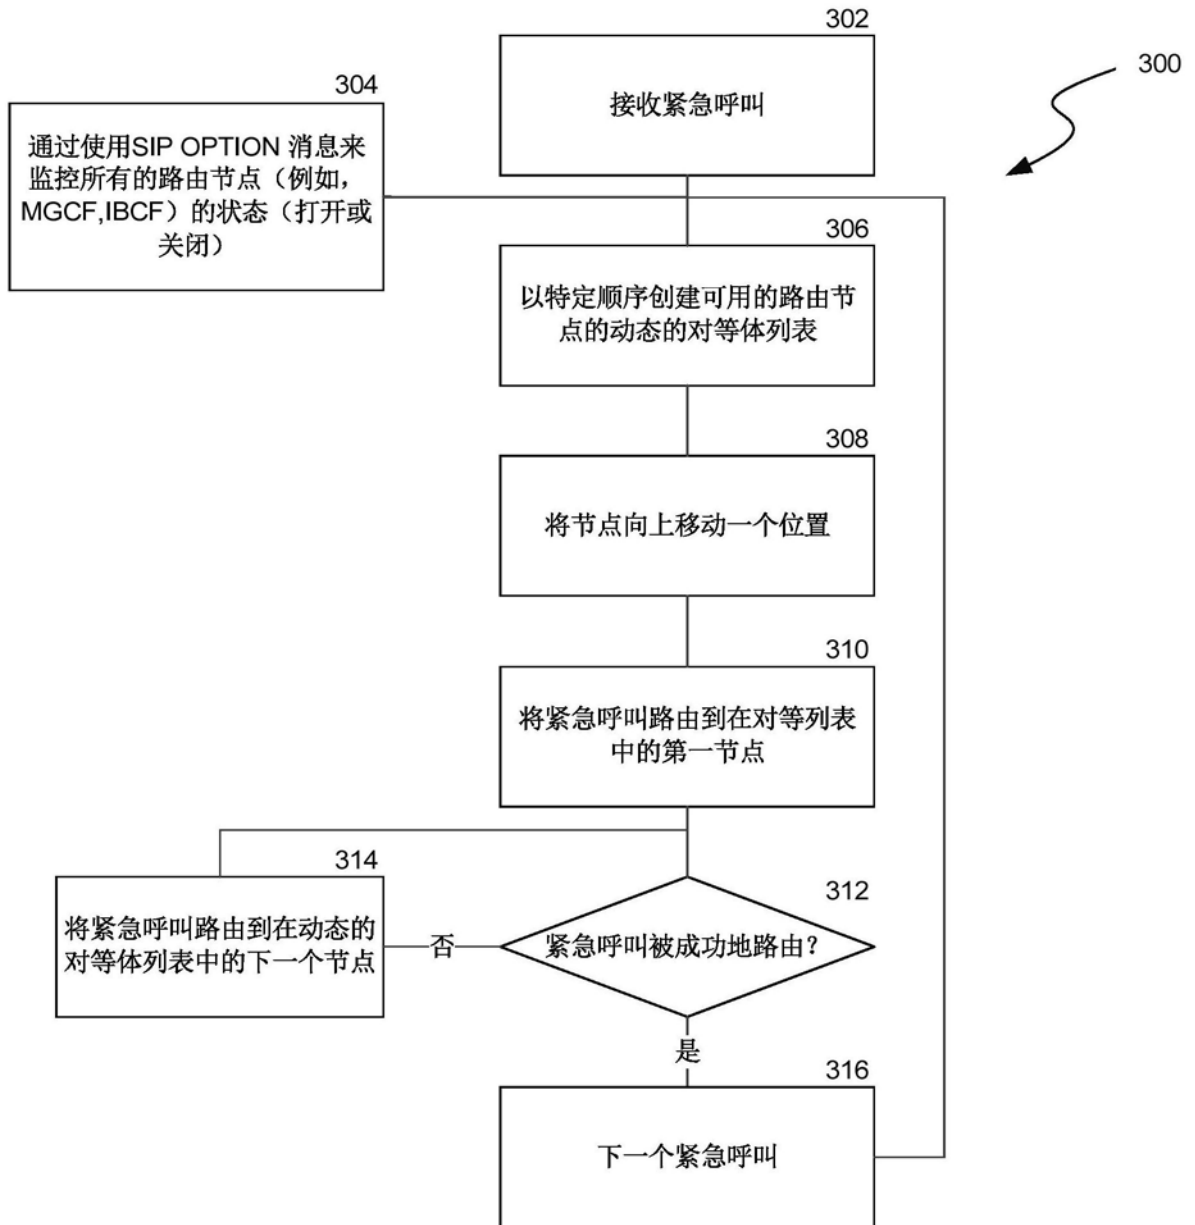 302
接收紧急呼叫
300
304
通过使用SIP OPTION 消息来
监控所有的路由节点（例如，
MGCF,IBCF）的状态（打开或
关闭）
306
以特定顺序创建可用的路由节
点的动态的对等体列表
308
将节点向上移动一个位置
310
将紧急呼叫路由到在对等列表
中的第一节点
314
将紧急呼叫路由到在动态的
对等体列表中的下一个节点
否
312
紧急呼叫被成功地路由？
是
316
下一个紧急呼叫